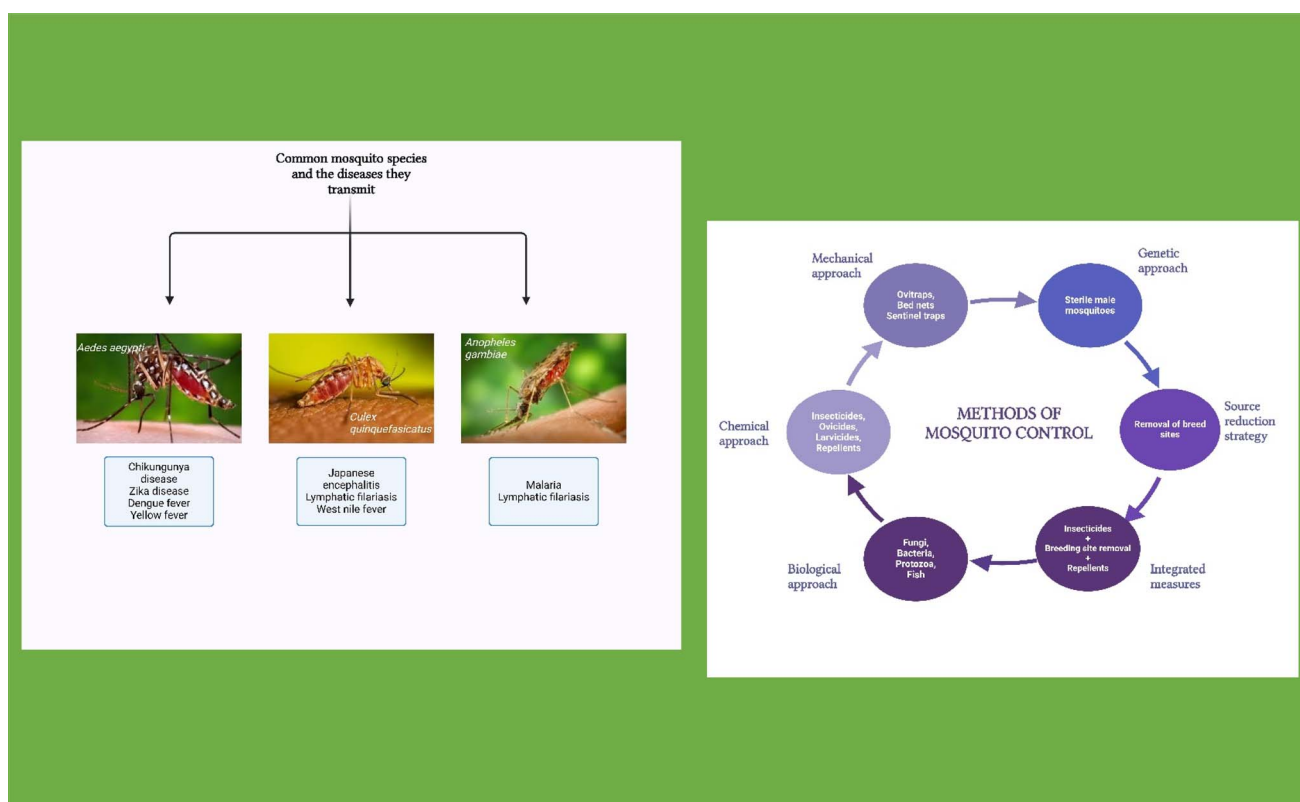 Common mosquito species
and the diseases they
transmit
Aedes aegypti
Culex
quinquefasicatus
Anopheles
gambiae
Chikungunya
disease
Zika disease
Dengue fever
Yellow fever
Japanese
encephalitis
Lymphatic filariasis
West nile fever
Malaria
Lymphatic filariasis
Mechanical
approach
Ovitraps,
Bed nets
Sentinel traps
Genetic
approach
Sterile male
mosquitoes
Chemical
approach
Insecticides,
Ovicidas,
Larvicides,
Repellents
METHODS OF
MOSQUITO CONTROL
Removal of breed
sites
Source
reduction
strategy
Biological
approach
Fungi,
Bacteria,
Protozoa,
Fish
Insecticides
+
Breeding site removal
+
Repellents
Integrated
measures